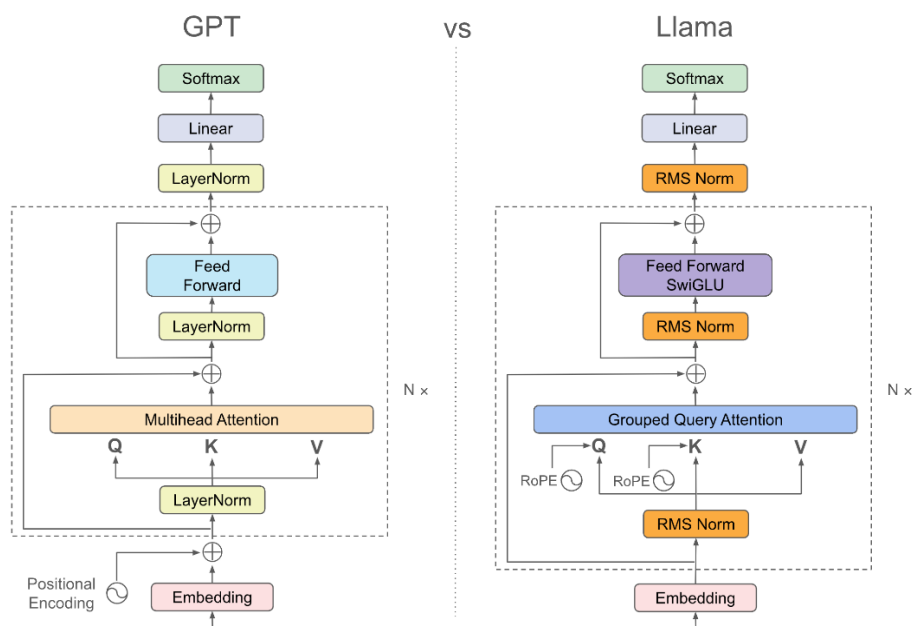 GPT
vs
Llama
Softmax
Linear
LayerNorm
Feed
Forward
LayerNorm
N ×
Multihead Attention
Q K V
LayerNorm
Positional
Encoding
Embedding
Softmax
Linear
RMS Norm
Feed Forward
SwiGLU
RMS Norm
N ×
Grouped Query Attention
Q K V
RoPE RoPE
RMS Norm
Embedding